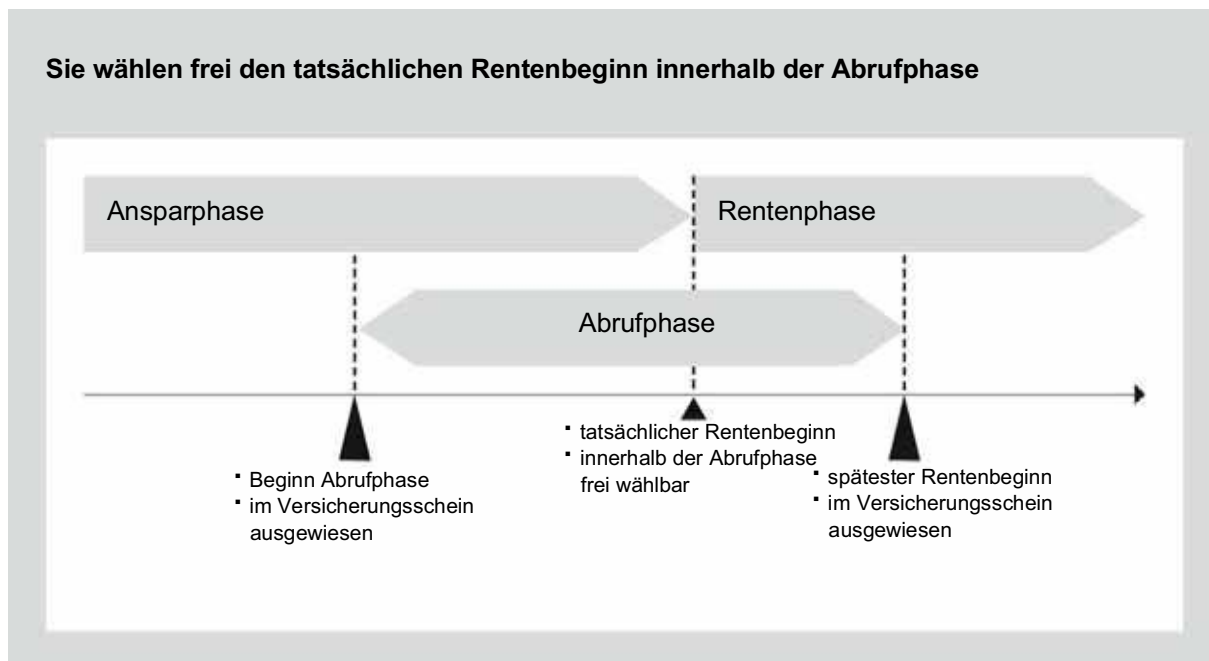 Sie wählen frei den tatsächlichen Rentenbeginn innerhalb der Abrufphase
Ansparphase
Rentenphase
Abrufphase
▪ Beginn Abrufphase
▪ im Versicherungsschein
ausgewiesen
▪ tatsächlicher Rentenbeginn
▪ innerhalb der Abrufphase
frei wählbar
▪ spätester Rentenbeginn
▪ im Versicherungsschein
ausgewiesen